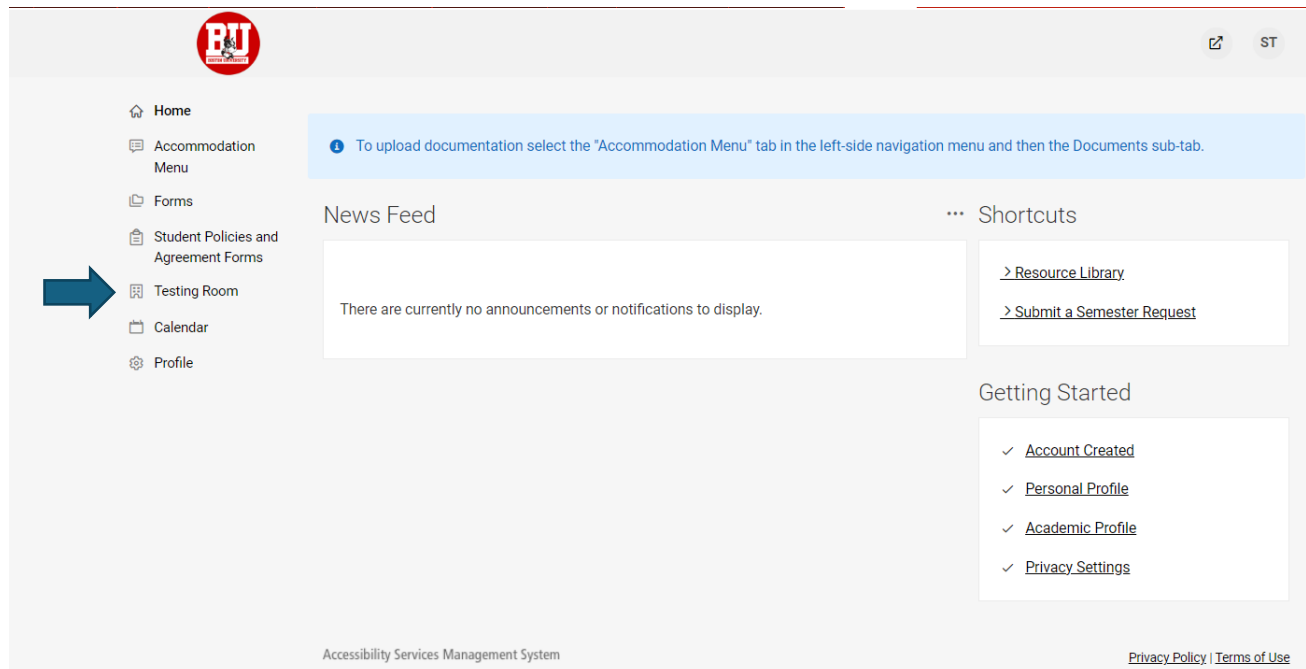 BU
BOSTON UNIVERSITY
ST
Home
Accommodation
Menu
Forms
Student Policies and
Agreement Forms
Testing Room
Calendar
Profile
To upload documentation select the "Accommodation Menu" tab in the left-side navigation menu and then the Documents sub-tab.
News Feed
There are currently no announcements or notifications to display.
Shortcuts
> Resource Library
> Submit a Semester Request
Getting Started
Account Created
Personal Profile
Academic Profile
Privacy Settings
Accessibility Services Management System
Privacy Policy | Terms of Use